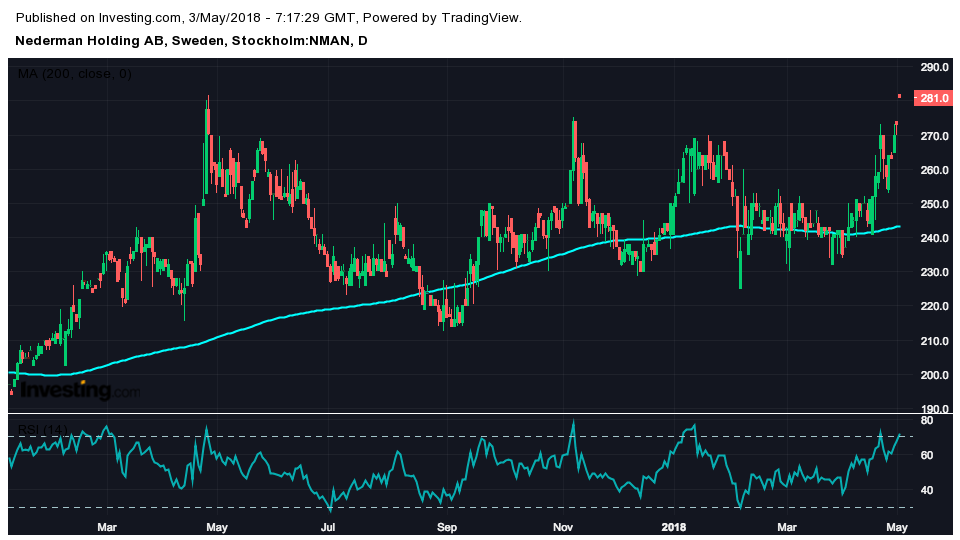 Published on Investing.com, 3/May/2018 - 7:17:29 GMT, Powered by TradingView.
Nederman Holding AB, Sweden, Stockholm:NMAN, D
MA (200, close, 0)
290.0
281.0
270.0
260.0
250.0
240.0
230.0
220.0
210.0
200.0
190.0
Investing.com
RSI (14)
80
60
40
Mar May Jul Sep Nov 2018 Mar May